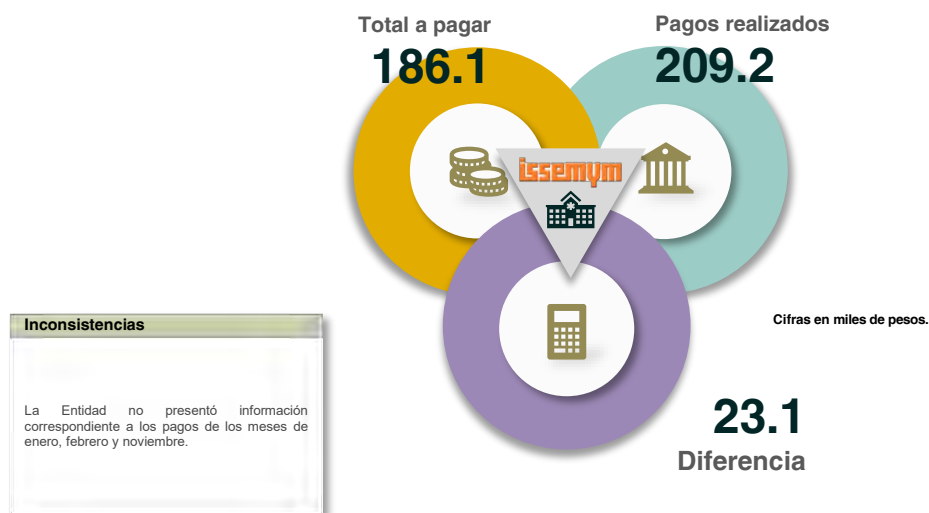 Total a pagar
186.1
Pagos realizados
209.2
issemym
Inconsistencias
La Entidad no presentó información
correspondiente a los pagos de los meses de
enero, febrero y noviembre.
Cifras en miles de pesos.
23.1
Diferencia